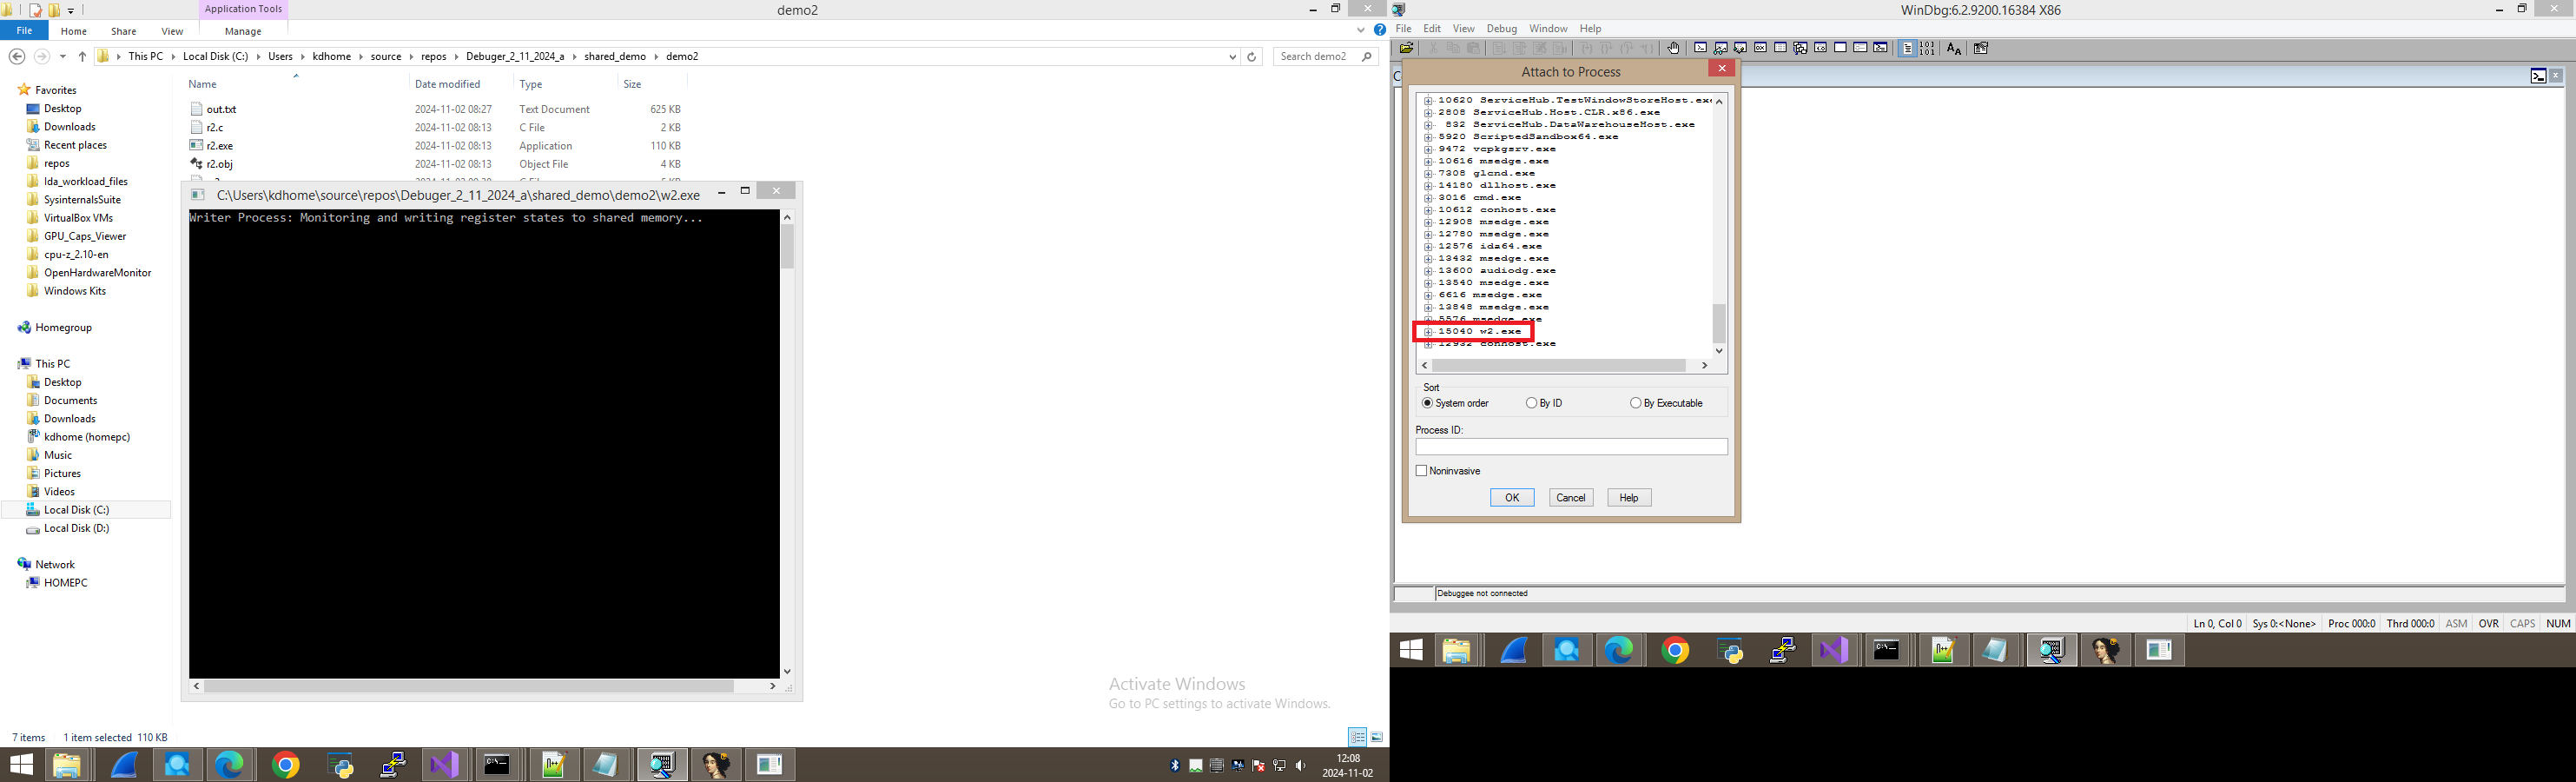 Application Tools
demo2
File
Home
Share
View
Manage
This PC
Local Disk (C:)
Users
kdhome
source
repos
Debuger_2_11_2024_a
shared_demo
demo2
Search demo2
Favorites
Desktop
Downloads
Recent places
repos
Ida_workload_files
SysinternalsSuite
VirtualBox VMs
GPU_Caps_Viewer
cpu-z_2.10-en
OpenHardwareMonitor
Windows Kits
Homegroup
This PC
Desktop
Documents
Downloads
kdhome (homepc)
Music
Pictures
Videos
Local Disk (C:)
Local Disk (D:)
Network
HOMEPC
Name Date modified Type Size
out.txt 2024-11-02 08:27 Text Document 625 KB
r2.c 2024-11-02 08:13 C File 2 KB
r2.exe 2024-11-02 08:13 Application 110 KB
r2.obj 2024-11-02 08:13 Object File 4 KB
C:\Users\kdhome\source\repos\Debuger_2_11_2024_a\shared_demo\demo2\w2.exe
Writer Process: Monitoring and writing register states to shared memory...
Activate Windows
Go to PC settings to activate Windows.
7 items 1 item selected 110 KB
12:08
2024-11-02
WinDbg:6.2.9200.16384 X86
File Edit View Debug Window Help
Attach to Process
10620 ServiceHub.TestWindowStoreHost.exe
2808 ServiceHub.Host.CLR.x86.exe
832 ServiceHub.DataWarehouseHost.exe
5920 ScriptedSandbox64.exe
9472 vcpkgsrv.exe
10616 msedge.exe
7308 glcnd.exe
14180 dllhost.exe
3016 cmd.exe
10612 conhost.exe
12908 msedge.exe
12780 msedge.exe
12576 ida64.exe
13432 msedge.exe
13600 audiodg.exe
13540 msedge.exe
6616 msedge.exe
13848 msedge.exe
5576 msedge.exe
15040 w2.exe
12932 conhost.exe
Sort
System order
By ID
By Executable
Process ID:
Noninvasive
OK
Cancel
Help
Debuggee not connected
Ln 0, Col 0 Sys 0:<None> Proc 000:0 Thrd 000:0 ASM OVR CAPS NUM